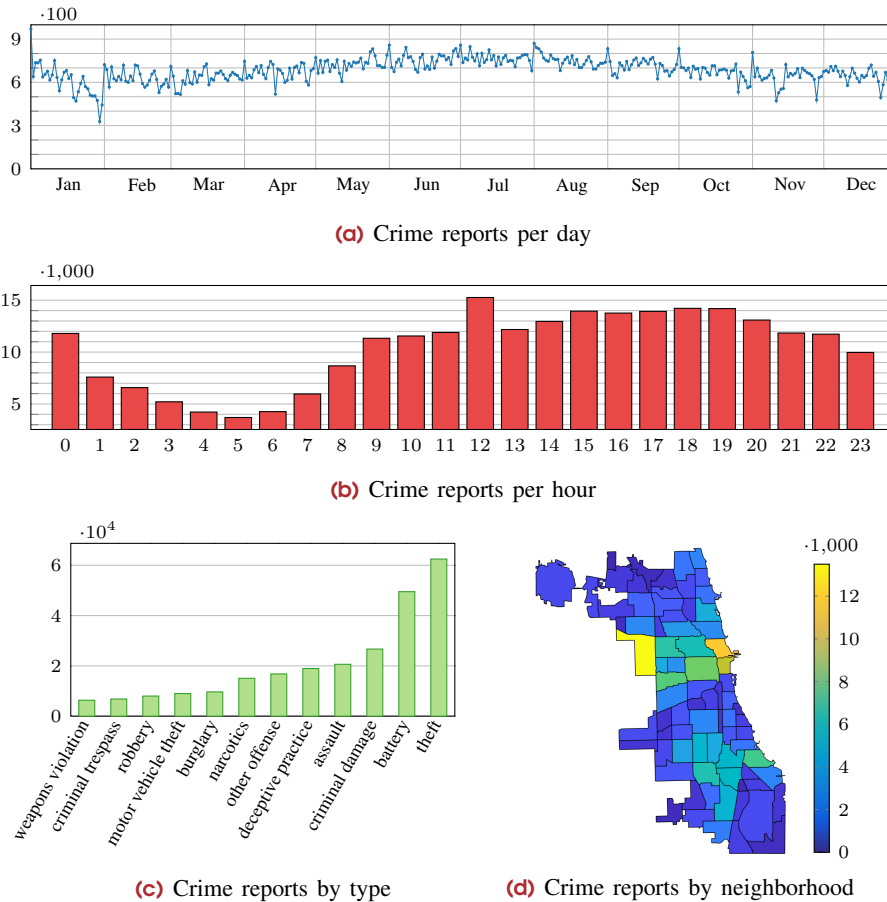 ·100
9
6
3
0
Jan Feb Mar Apr May Jun Jul Aug Sep Oct Nov Dec
(a) Crime reports per day
·1,000
15
10
5
0 1 2 3 4 5 6 7 8 9 10 11 12 13 14 15 16 17 18 19 20 21 22 23
(b) Crime reports per hour
·10⁴
6
4
2
0
weapons violation
criminal trespass
robbery
motor vehicle theft
burglary
narcotics
other offense
deceptive practice
assault
criminal damage
battery
theft
(c) Crime reports by type
·1,000
12
10
8
6
4
2
0
(d) Crime reports by neighborhood